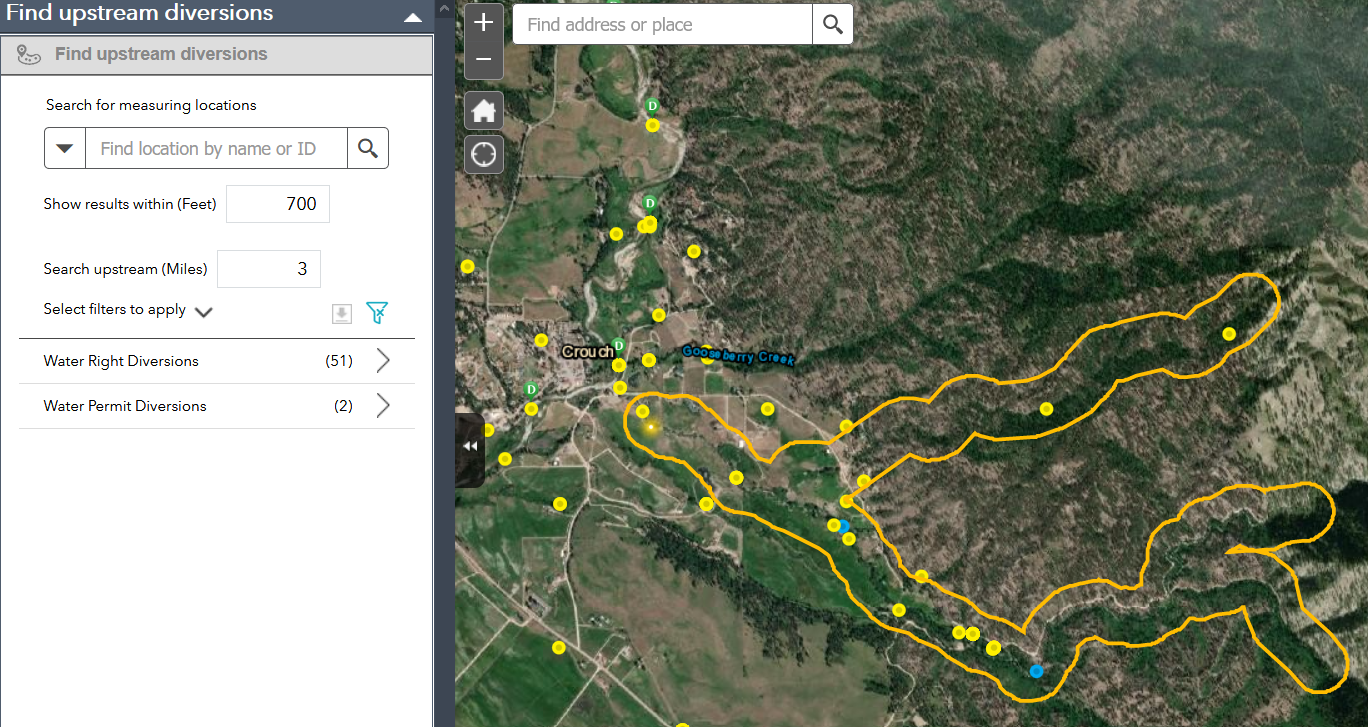 Find upstream diversions
Find upstream diversions
Search for measuring locations
Find location by name or ID
Show results within (Feet) 700
Search upstream (Miles) 3
Select filters to apply
Water Right Diversions (51)
Water Permit Diversions (2)
+
−
Find address or place
D
D
Crouch D
Gooseberry Creek
D